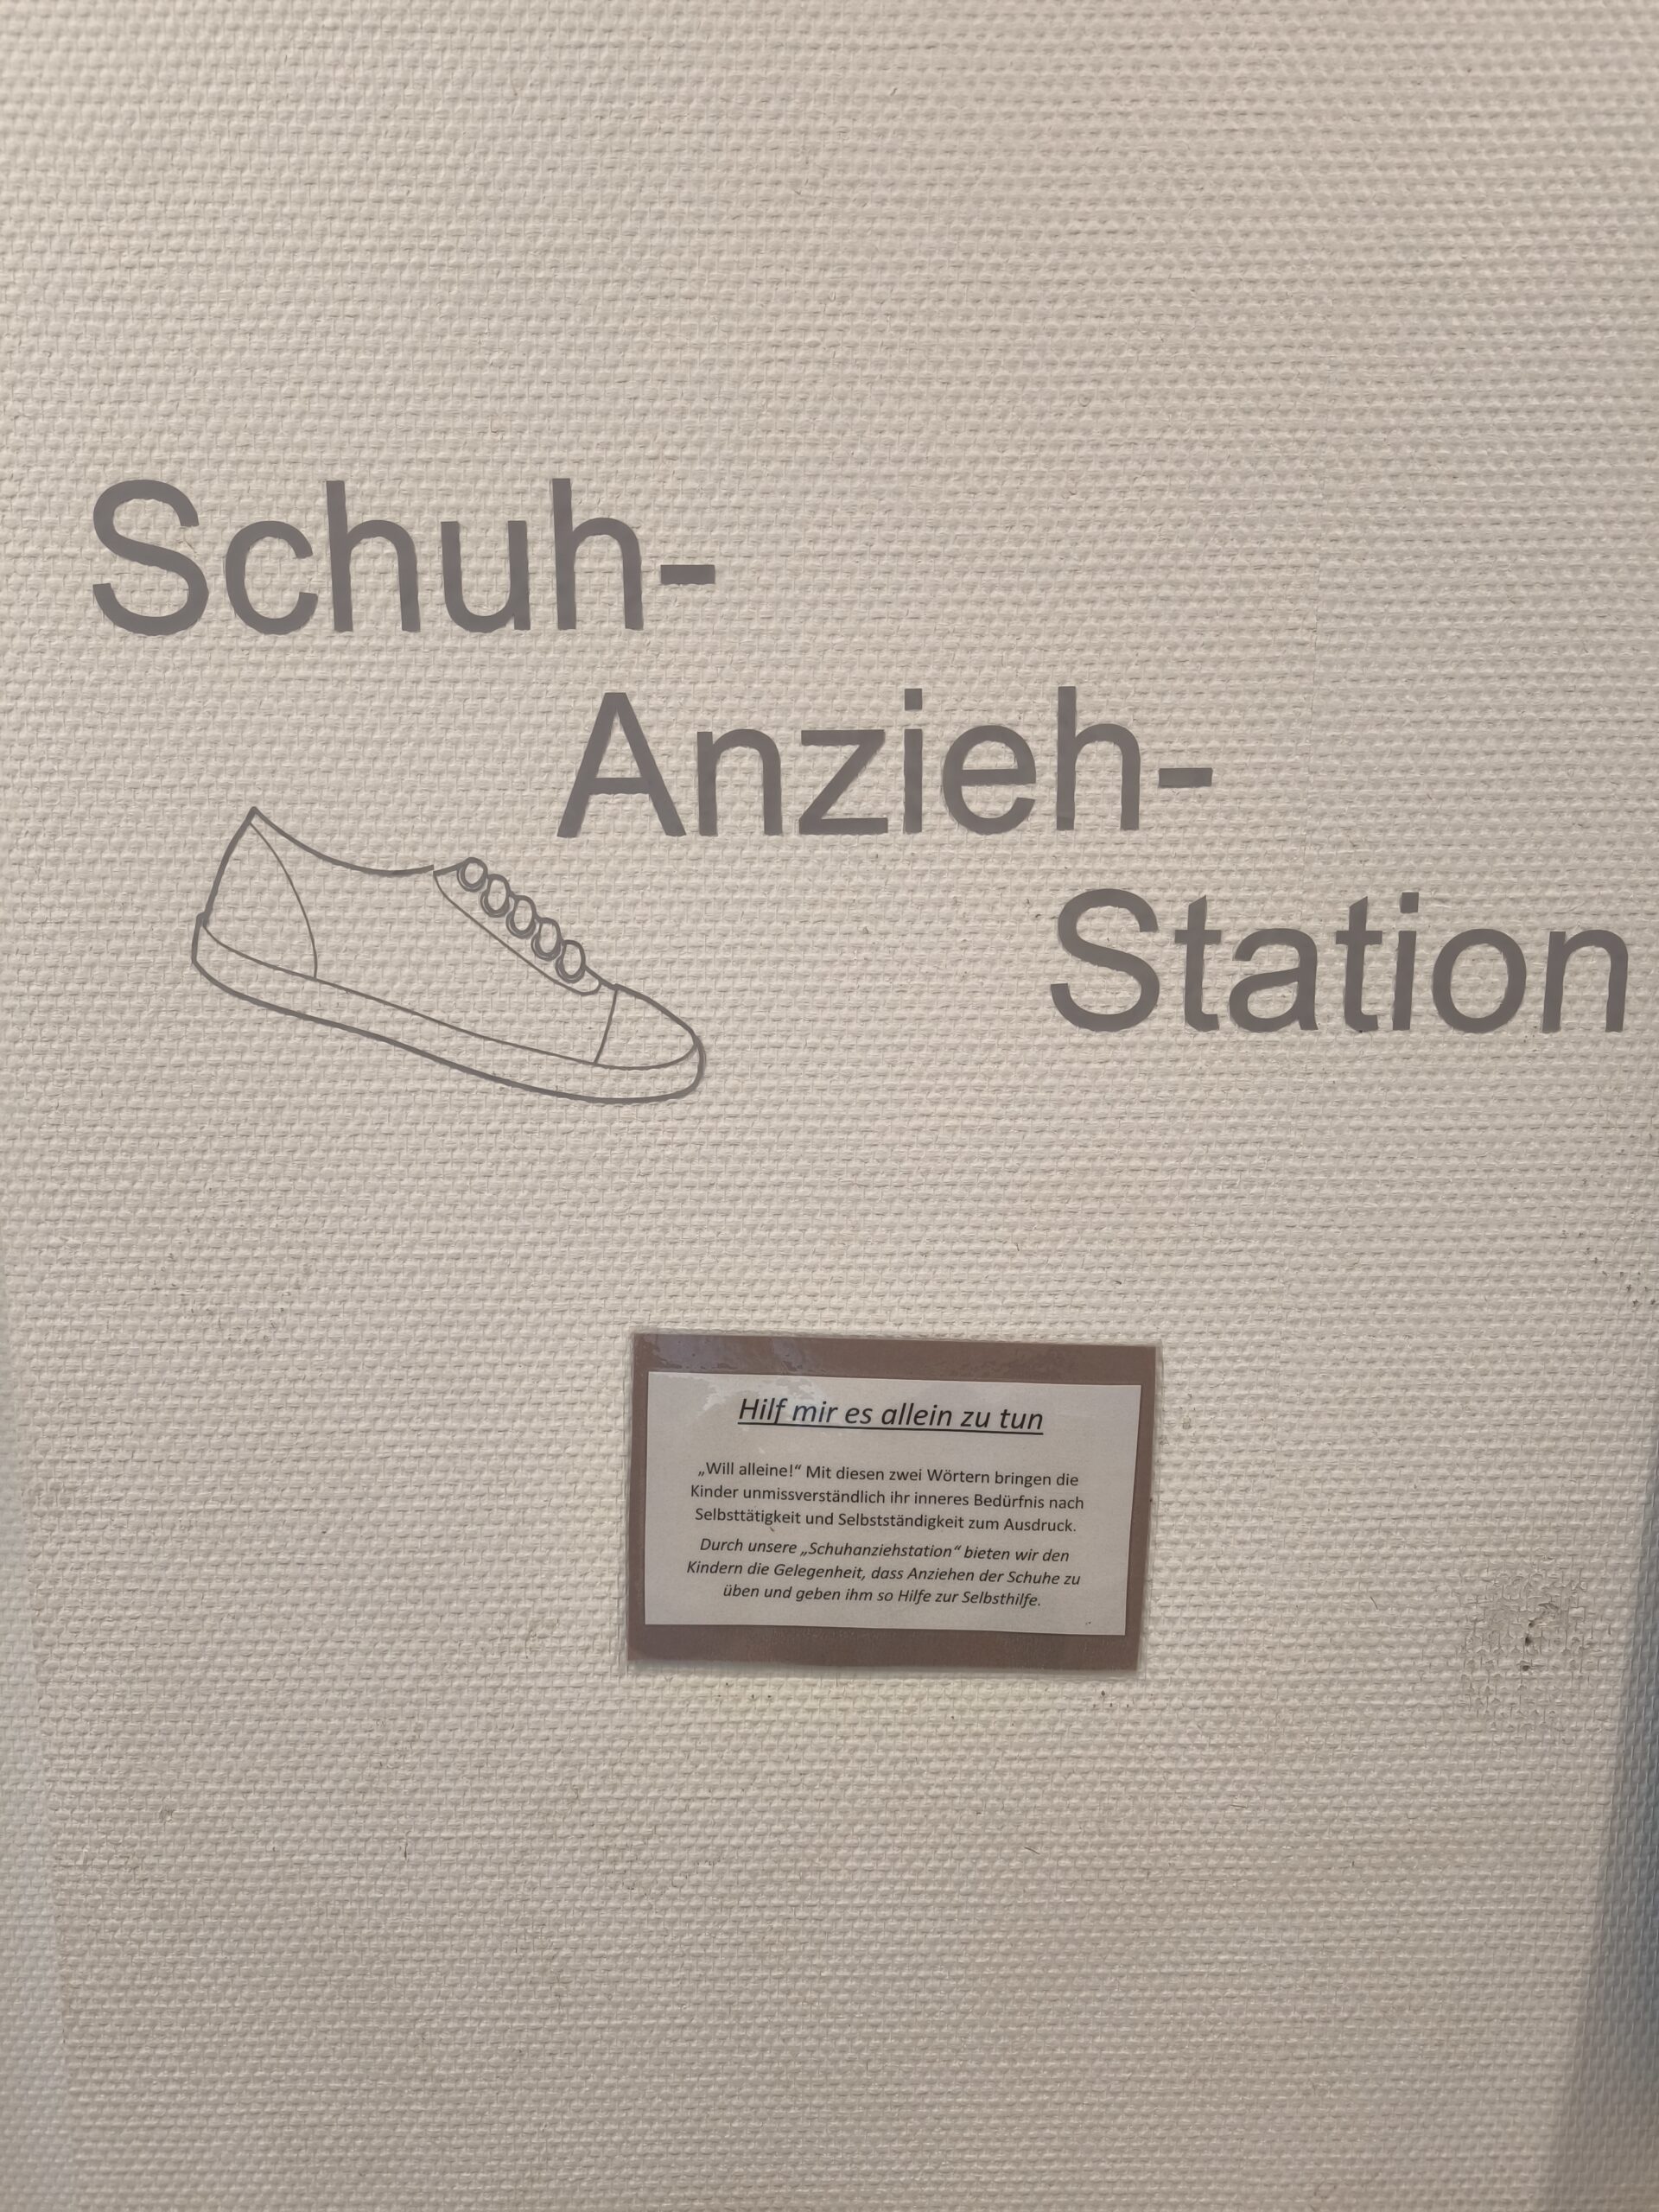 Schuh-
Anzieh-
Station
Hilf mir es allein zu tun
„Will alleine!“ Mit diesen zwei Wörtern bringen die
Kinder unmissverständlich ihr inneres Bedürfnis nach
Selbsttätigkeit und Selbstständigkeit zum Ausdruck.
Durch unsere „Schuhanziehstation“ bieten wir den
Kindern die Gelegenheit, dass Anziehen der Schuhe zu
üben und geben ihm so Hilfe zur Selbsthilfe.